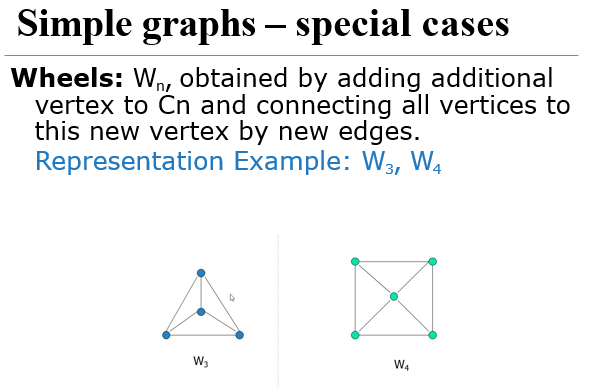 Simple graphs – special cases
Wheels: Wn, obtained by adding additional
vertex to Cn and connecting all vertices to
this new vertex by new edges.
Representation Example: W3, W4
W3
W4